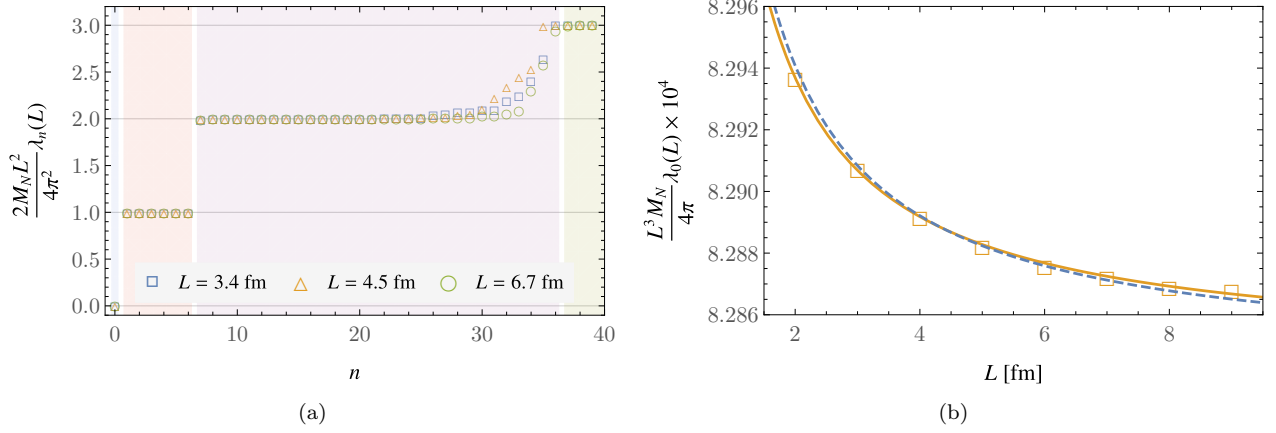 3.0
2.5
2.0
1.5
1.0
0.5
0.0
0 10 20 30 40
n
2M_N L^2 / 4π^2 λ_n(L)
L = 3.4 fm L = 4.5 fm L = 6.7 fm
(a)
8.296
8.294
8.292
8.290
8.288
8.286
2 4 6 8
L [fm]
L^3 M_N / 4π λ_0(L) × 10^4
(b)